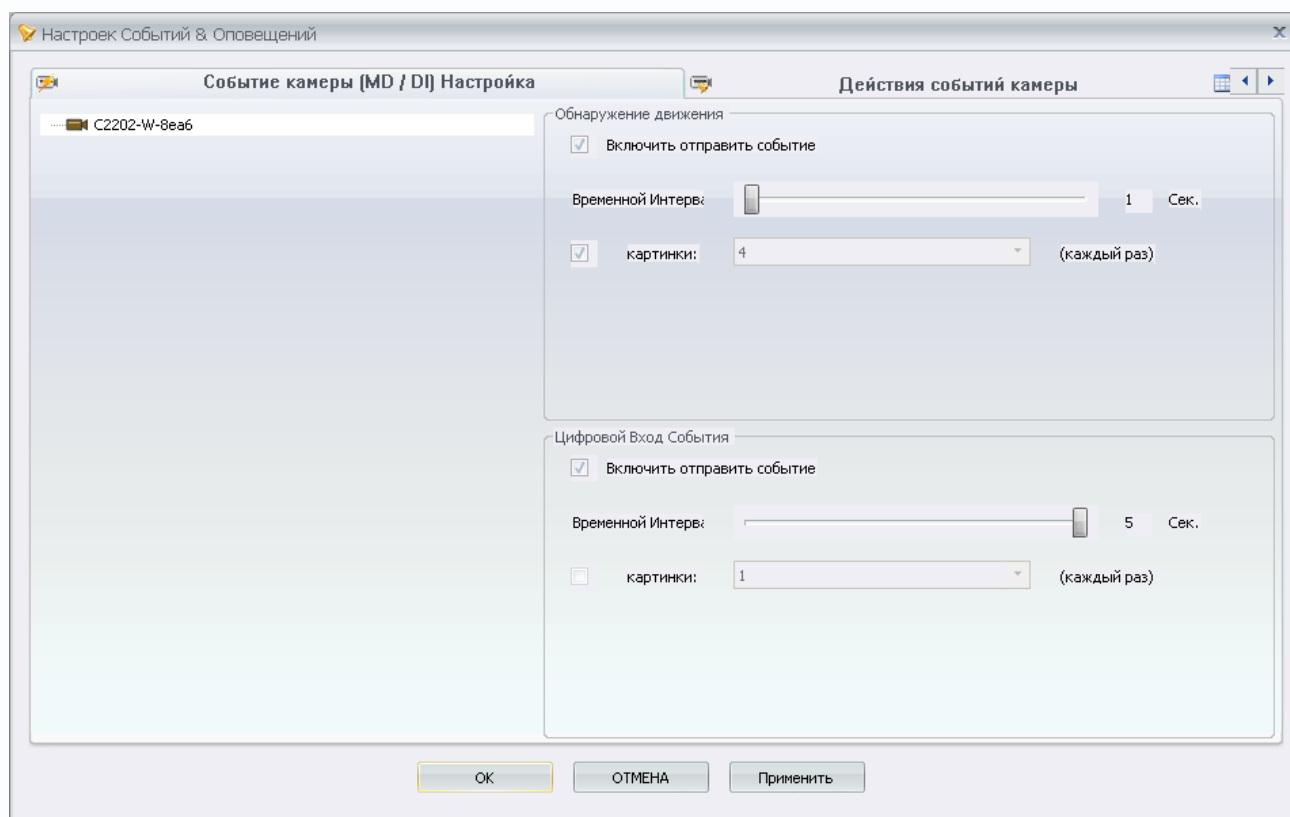 Настроек Событий & Оповещений
Событие камеры (MD / DI) Настройка
Действия событий камеры
C2202-W-8ea6
Обнаружение движения
Включить отправить событие
Временной Интерва
1 Сек.
картинки: 4 (каждый раз)
Цифровой Вход События
Включить отправить событие
Временной Интерва
5 Сек.
картинки: 1 (каждый раз)
OK ОТМЕНА Применить